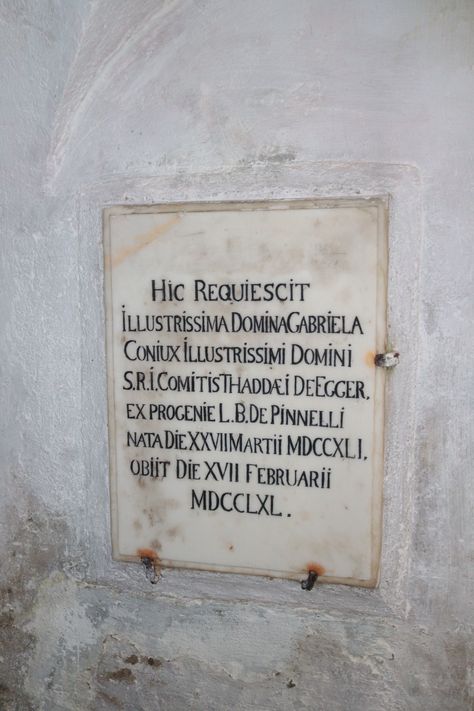 HIC REQUIESCIT
ILLUSTRISSIMA DOMINA GABRIELA
CONIUX ILLUSTRISSIMI DOMINI
S.R.I. COMITIS THADDÆI DE EGGER,
EX PROGENIE L.B. DE PINNELLI
NATA DIE XXVII MARTII MDCCXLI,
OBIIT DIE XVII FEBRUARII
MDCCLXL.